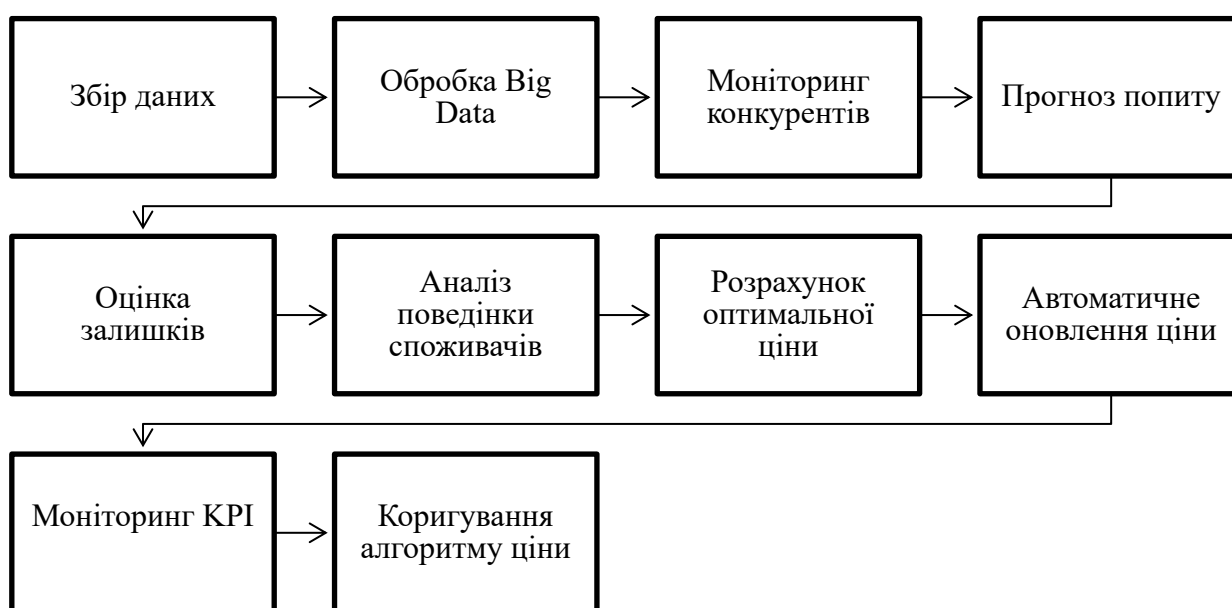 Збір даних
Обробка Big
Data
Моніторинг
конкурентів
Прогноз попиту
Оцінка
залишків
Аналіз
поведінки
споживачів
Розрахунок
оптимальної
ціни
Автоматичне
оновлення ціни
Моніторинг KPI
Коригування
алгоритму ціни